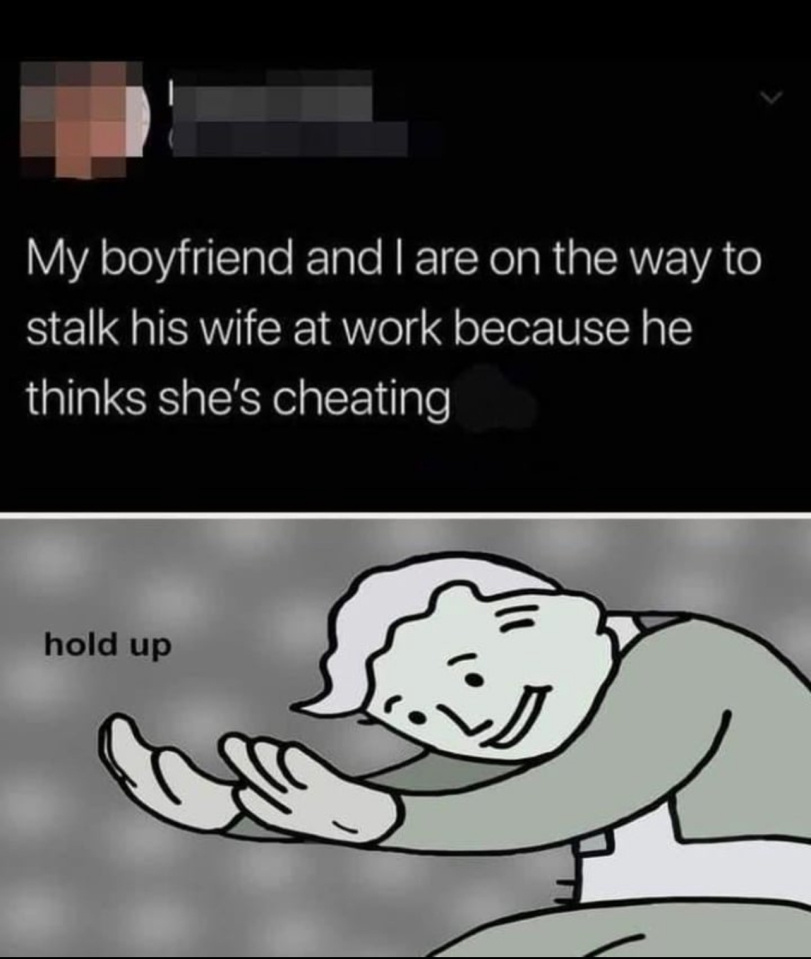 My boyfriend and I are on the way to
stalk his wife at work because he
thinks she's cheating
hold up